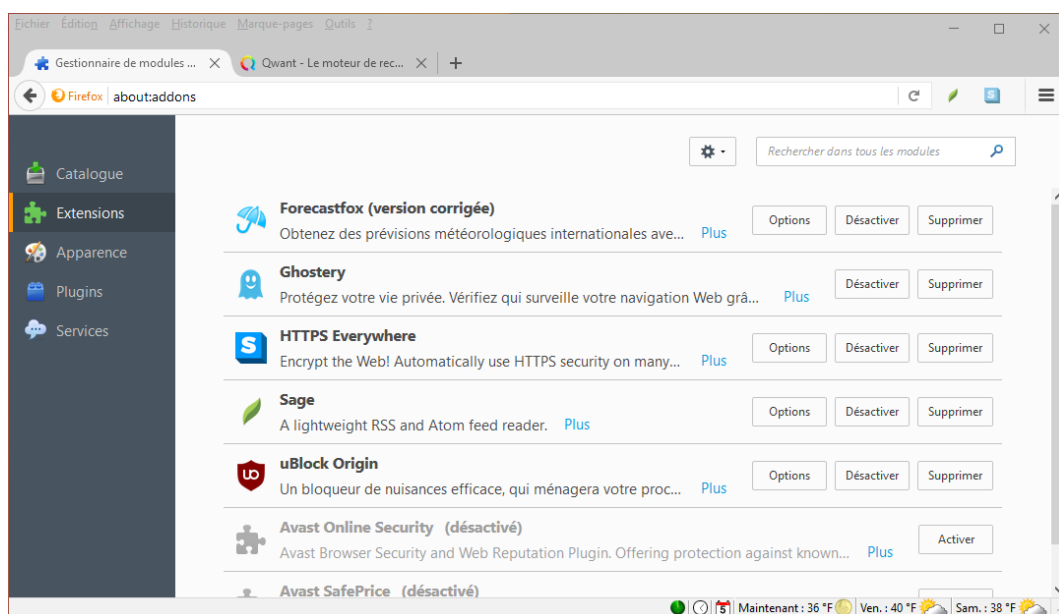 Fichier Édition Affichage Historique Marque-pages Outils ?
Gestionnaire de modules ... Qwant - Le moteur de rec...
Firefox about:addons
Rechercher dans tous les modules
Catalogue
Extensions
Apparence
Plugins
Services
Forecastfox (version corrigée)
Obtenez des prévisions météorologiques internationales ave... Plus
Options Désactiver Supprimer
Ghostery
Protégez votre vie privée. Vérifiez qui surveille votre navigation Web grâ... Plus
Désactiver Supprimer
HTTPS Everywhere
Encrypt the Web! Automatically use HTTPS security on many... Plus
Options Désactiver Supprimer
Sage
A lightweight RSS and Atom feed reader. Plus
Options Désactiver Supprimer
uBlock Origin
Un bloqueur de nuisances efficace, qui ménagera votre proc... Plus
Options Désactiver Supprimer
Avast Online Security (désactivé)
Avast Browser Security and Web Reputation Plugin. Offering protection against known... Plus
Activer
Avast SafePrice (désactivé)
5 Maintenant : 36 °F Ven. : 40 °F Sam. : 38 °F